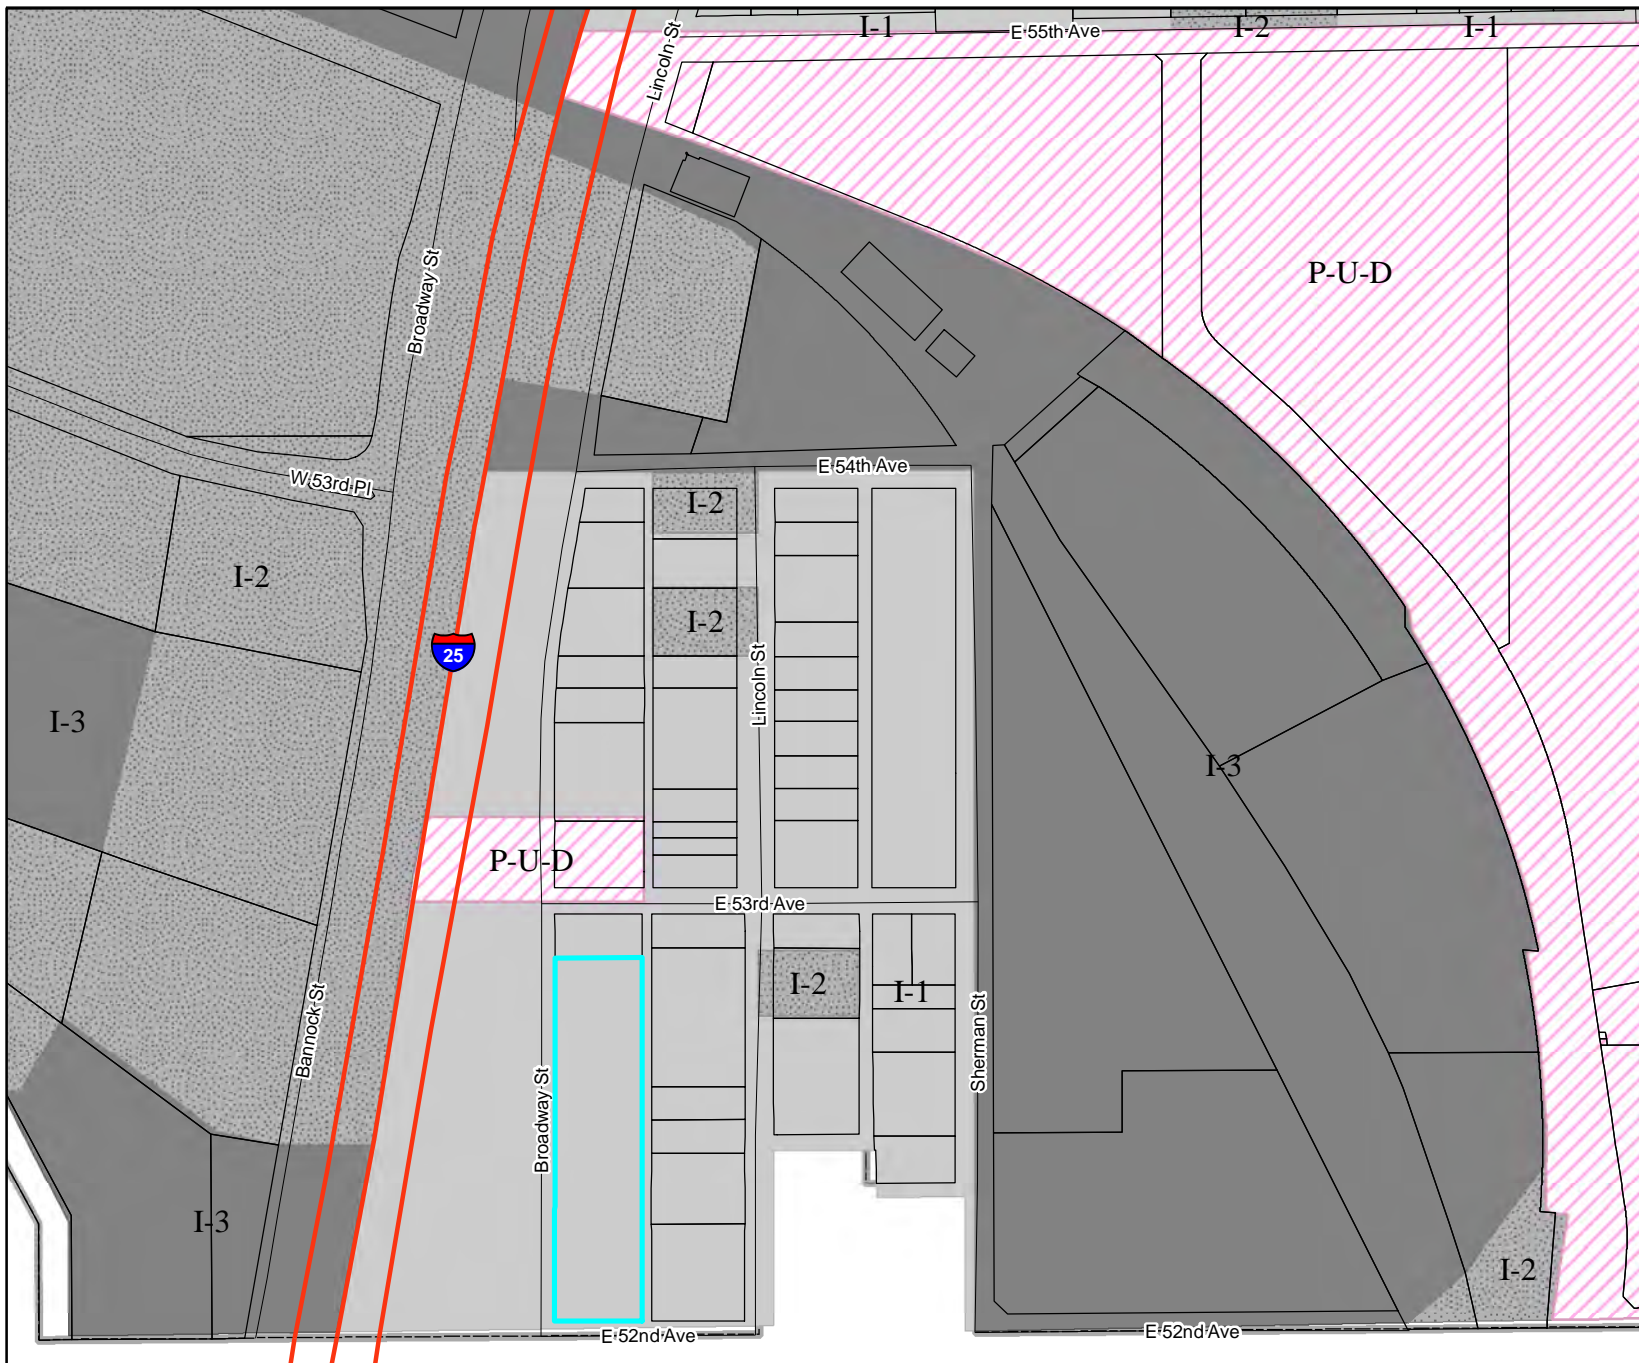 I-1
I-2
I-1
E 55th Ave
Lincoln St
P-U-D
Broadway St
E 54th Ave
W 53rd Pl
I-2
I-2
I-2
25
Lincoln St
I-3
I-3
P-U-D
E 53rd Ave
I-2
I-1
Bannock St
Sherman St
Broadway St
I-3
I-2
E 52nd Ave
E 52nd Ave